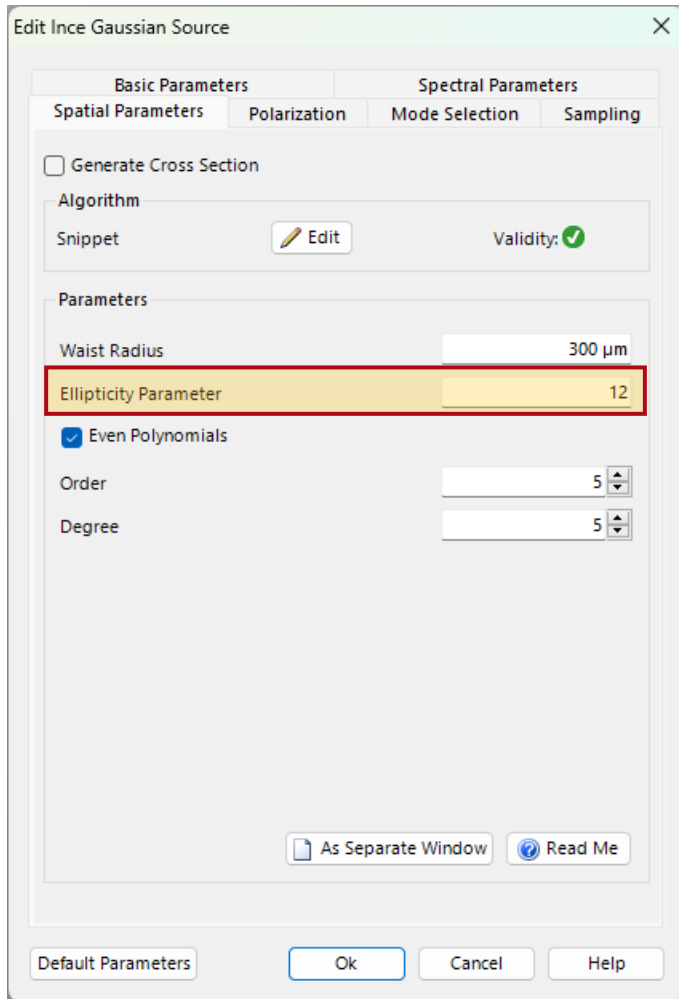 Edit Ince Gaussian Source
Basic Parameters Spectral Parameters
Spatial Parameters Polarization Mode Selection Sampling
Generate Cross Section
Algorithm
Snippet Edit Validity:
Parameters
Waist Radius 300 µm
Ellipticity Parameter 12
Even Polynomials
Order 5
Degree 5
As Separate Window Read Me
Default Parameters Ok Cancel Help